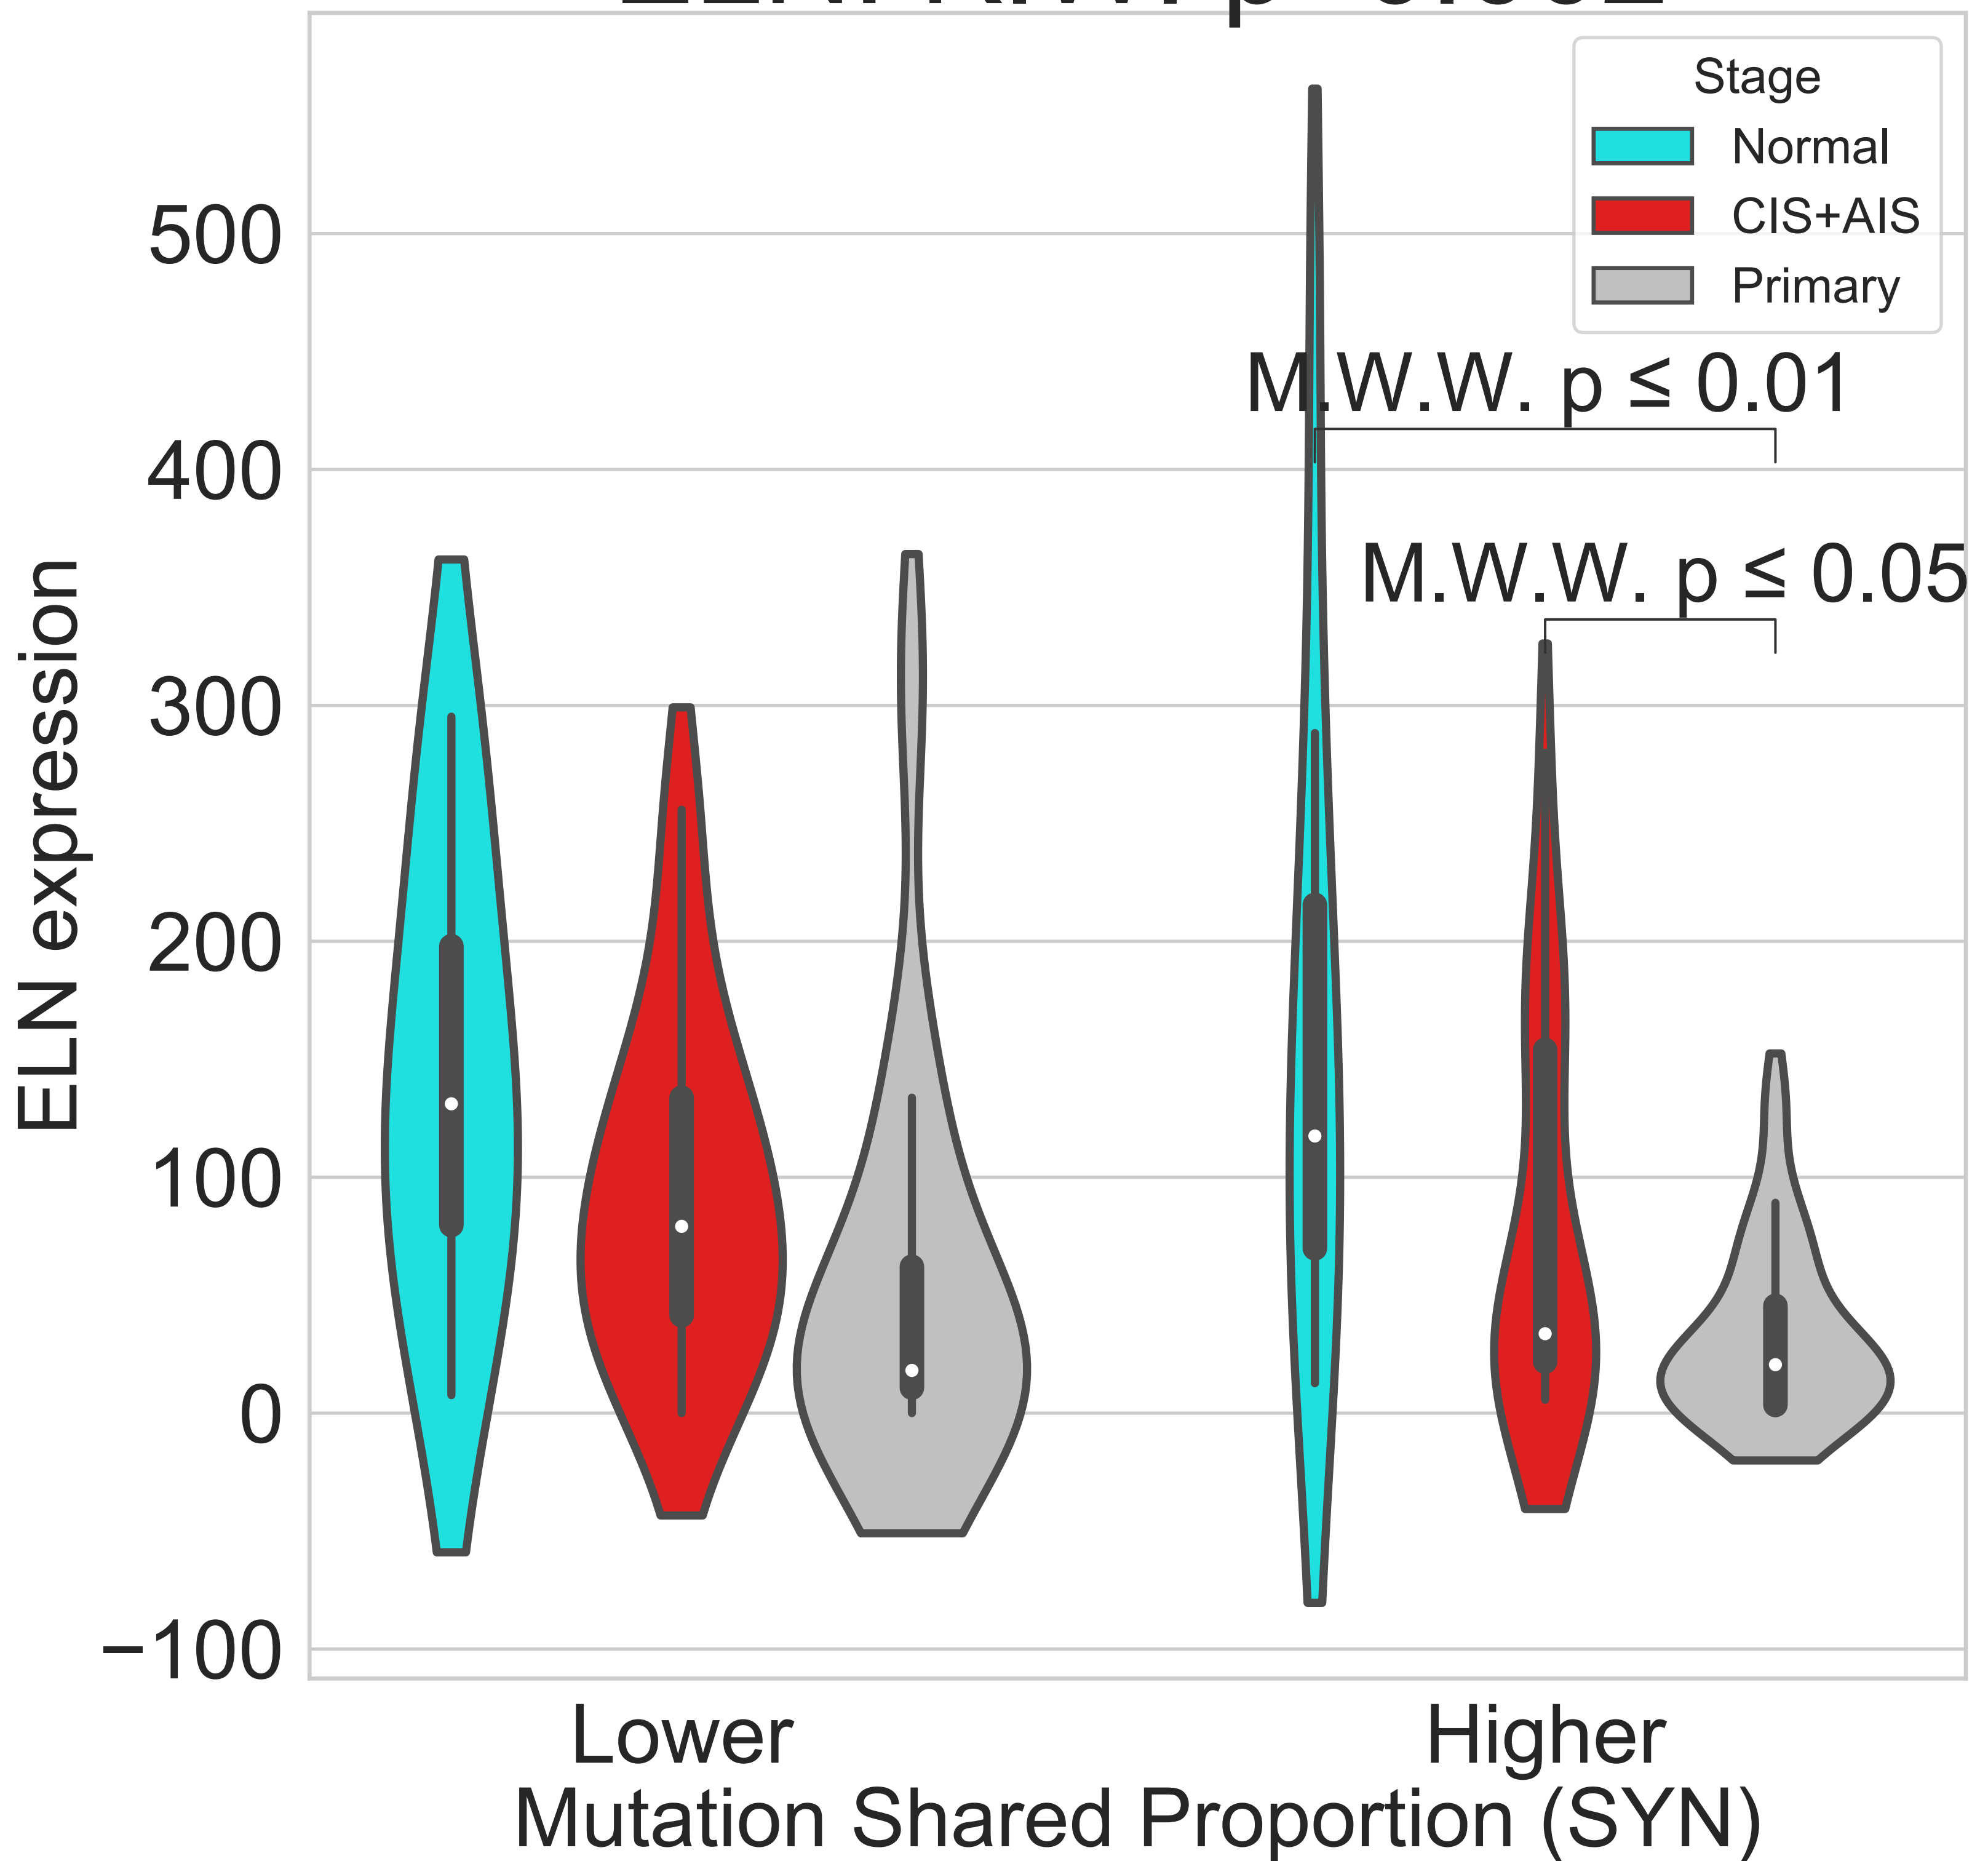 Stage
Normal
CIS+AIS
Primary
M.W.W. p ≤ 0.01
M.W.W. p ≤ 0.05
500
400
300
200
100
0
−100
ELN expression
Lower
Higher
Mutation Shared Proportion (SYN)